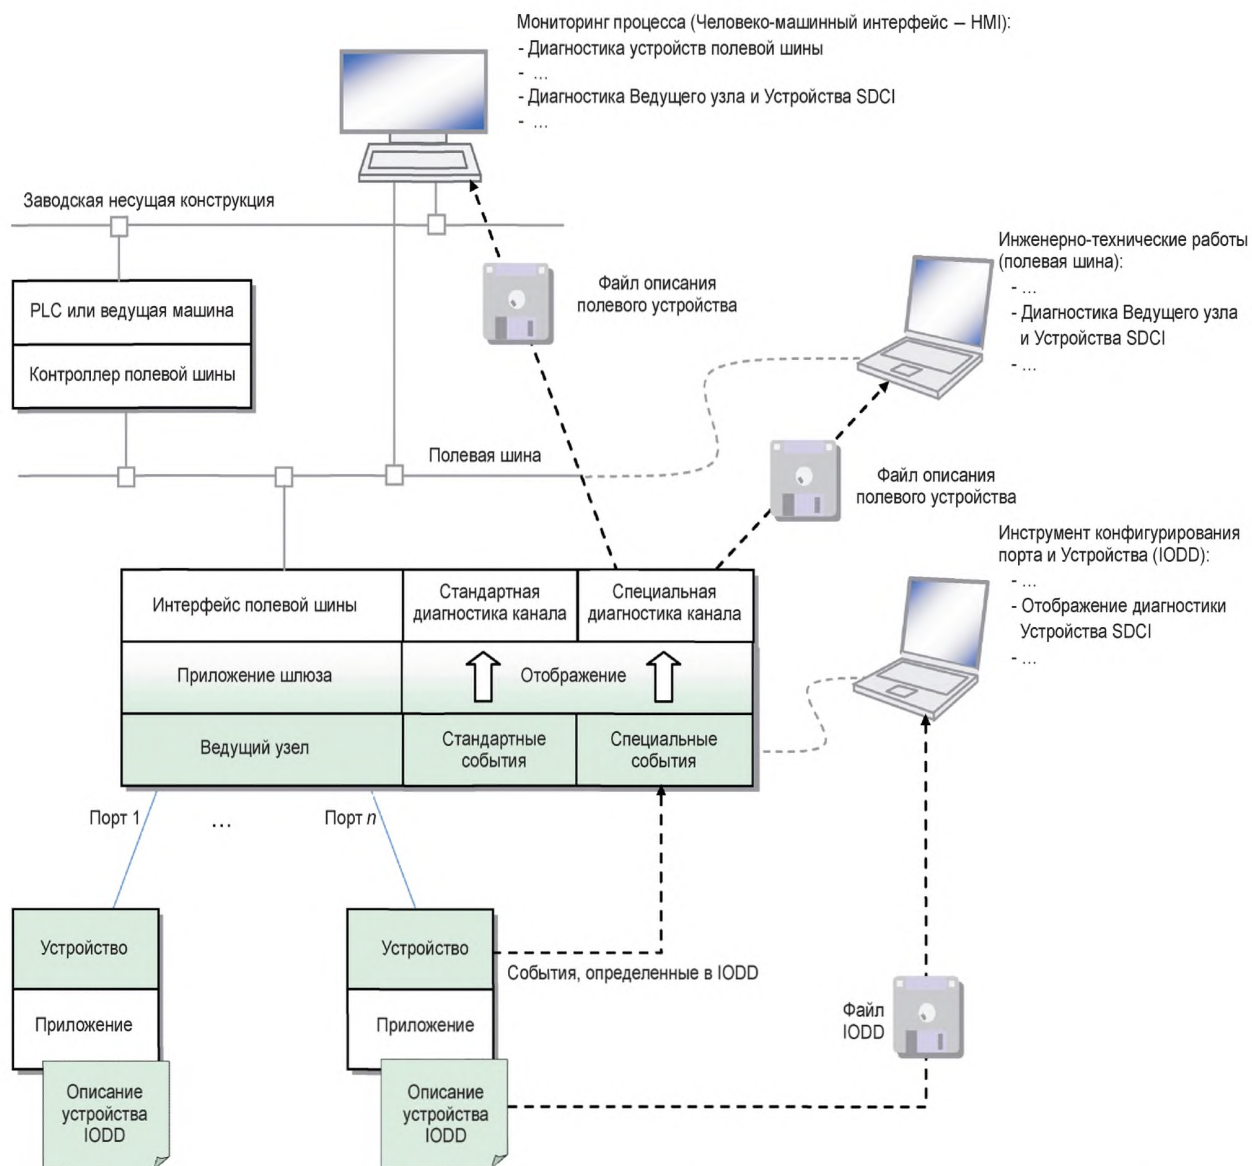 Мониторинг процесса (Человеко-машинный интерфейс – HMI):
- Диагностика устройств полевой шины
- ...
- Диагностика Ведущего узла и Устройства SDCI
- ...
Заводская несущая конструкция
Инженерно-технические работы
(полевая шина):
- ...
- Диагностика Ведущего узла
и Устройства SDCI
- ...
Файл описания
полевого устройства
PLC или ведущая машина
Контроллер полевой шины
Полевая шина
Файл описания
полевого устройства
Инструмент конфигурирования
порта и Устройства (IODD):
- ...
- Отображение диагностики
Устройства SDCI
- ...
Интерфейс полевой шины
Стандартная
диагностика канала
Специальная
диагностика канала
Приложение шлюза
Отображение
Ведущий узел
Стандартные
события
Специальные
события
Порт 1
...
Порт n
Устройство
Устройство
События, определенные в IODD
Приложение
Приложение
Файл
IODD
Описание
устройства
IODD
Описание
устройства
IODD